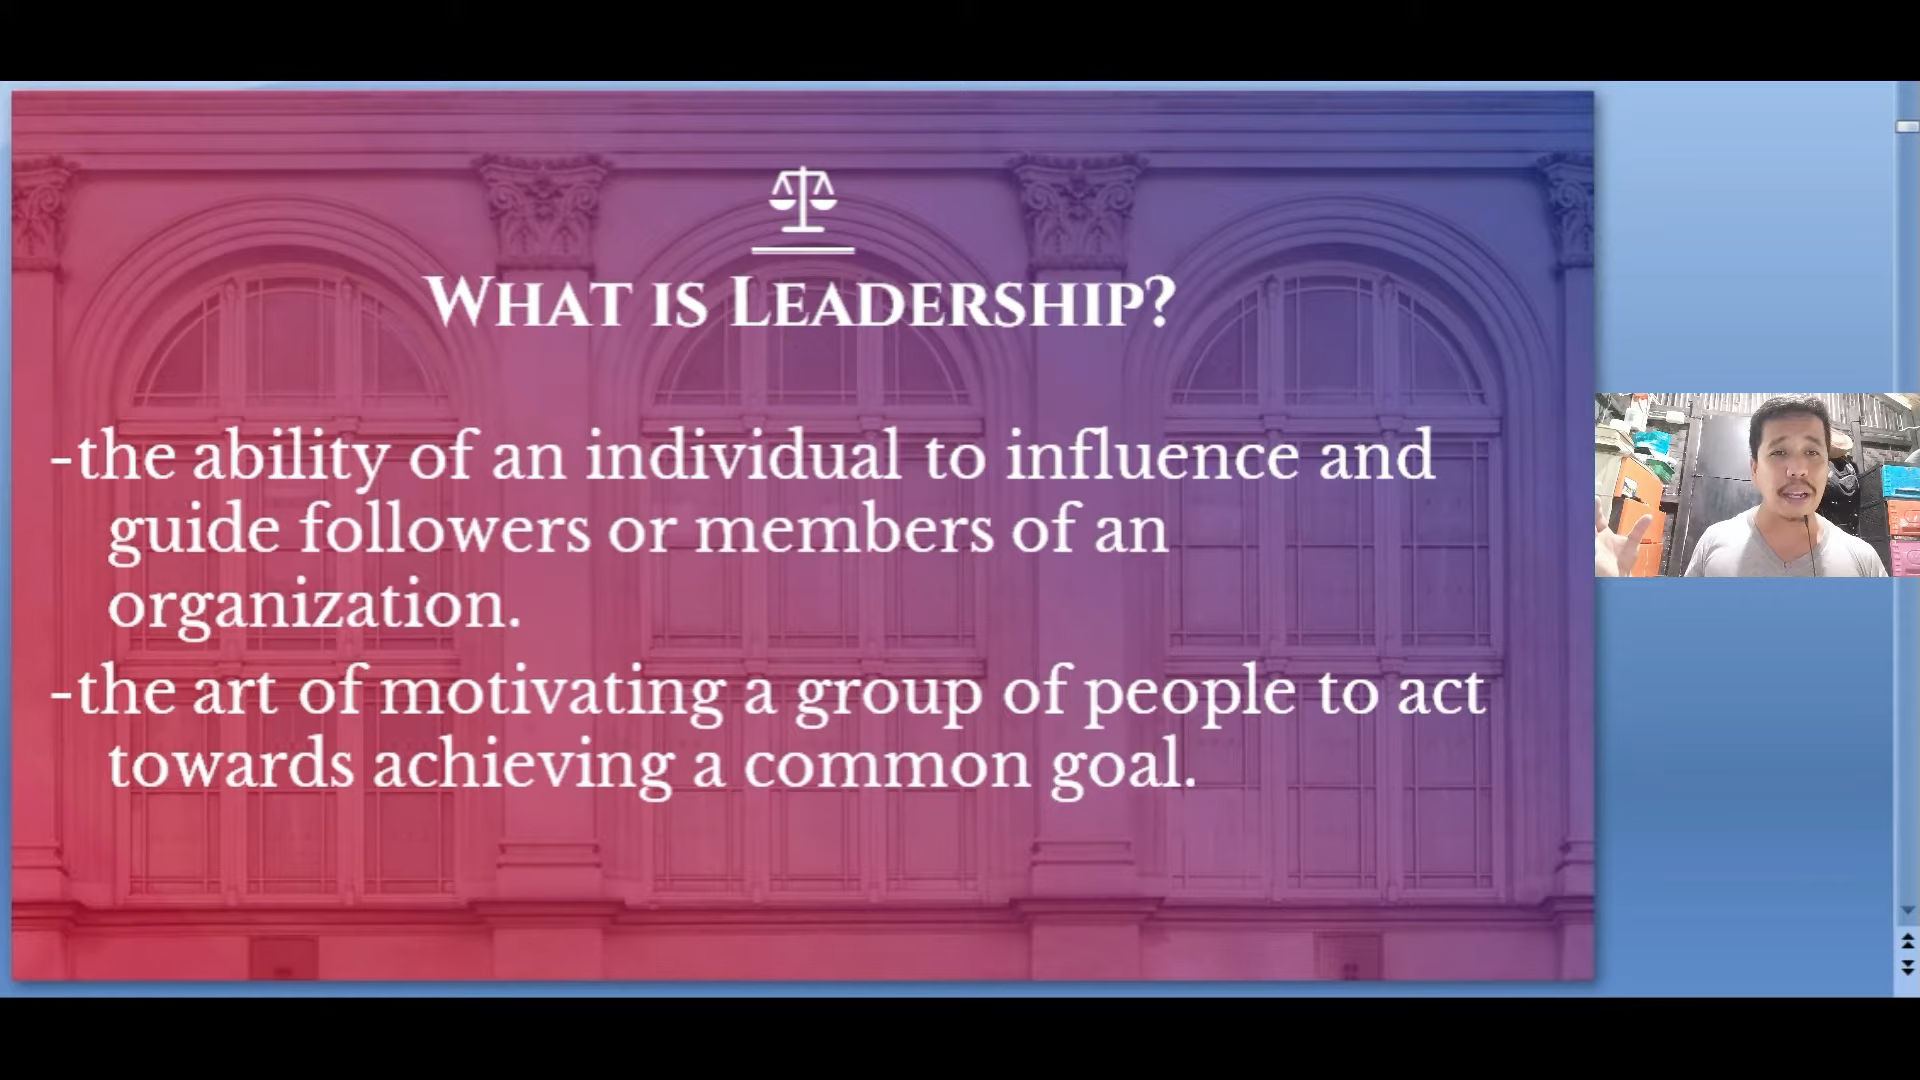 What is Leadership?
-the ability of an individual to influence and
guide followers or members of an
organization.
-the art of motivating a group of people to act
towards achieving a common goal.